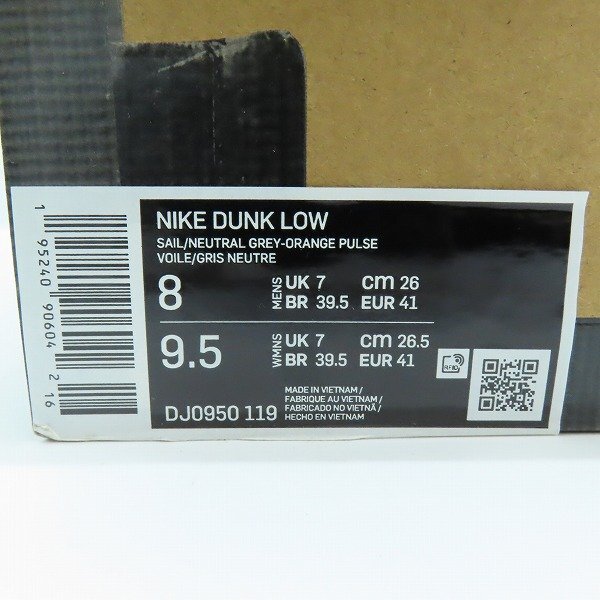 NIKE DUNK LOW
SAIL/NEUTRAL GREY-ORANGE PULSE
VOILE/GRIS NEUTRE
8 MENS UK 7 CM 26
BR 39.5 EUR 41
9.5 WMNS UK 7 CM 26.5
BR 39.5 EUR 41
RFID
DJ0950 119
MADE IN VIETNAM /
FABRIQUE AU VIETNAM /
FABRICADO NO VIETNÃ /
HECHO EN VIETNAM
1 95240 90604 2 16